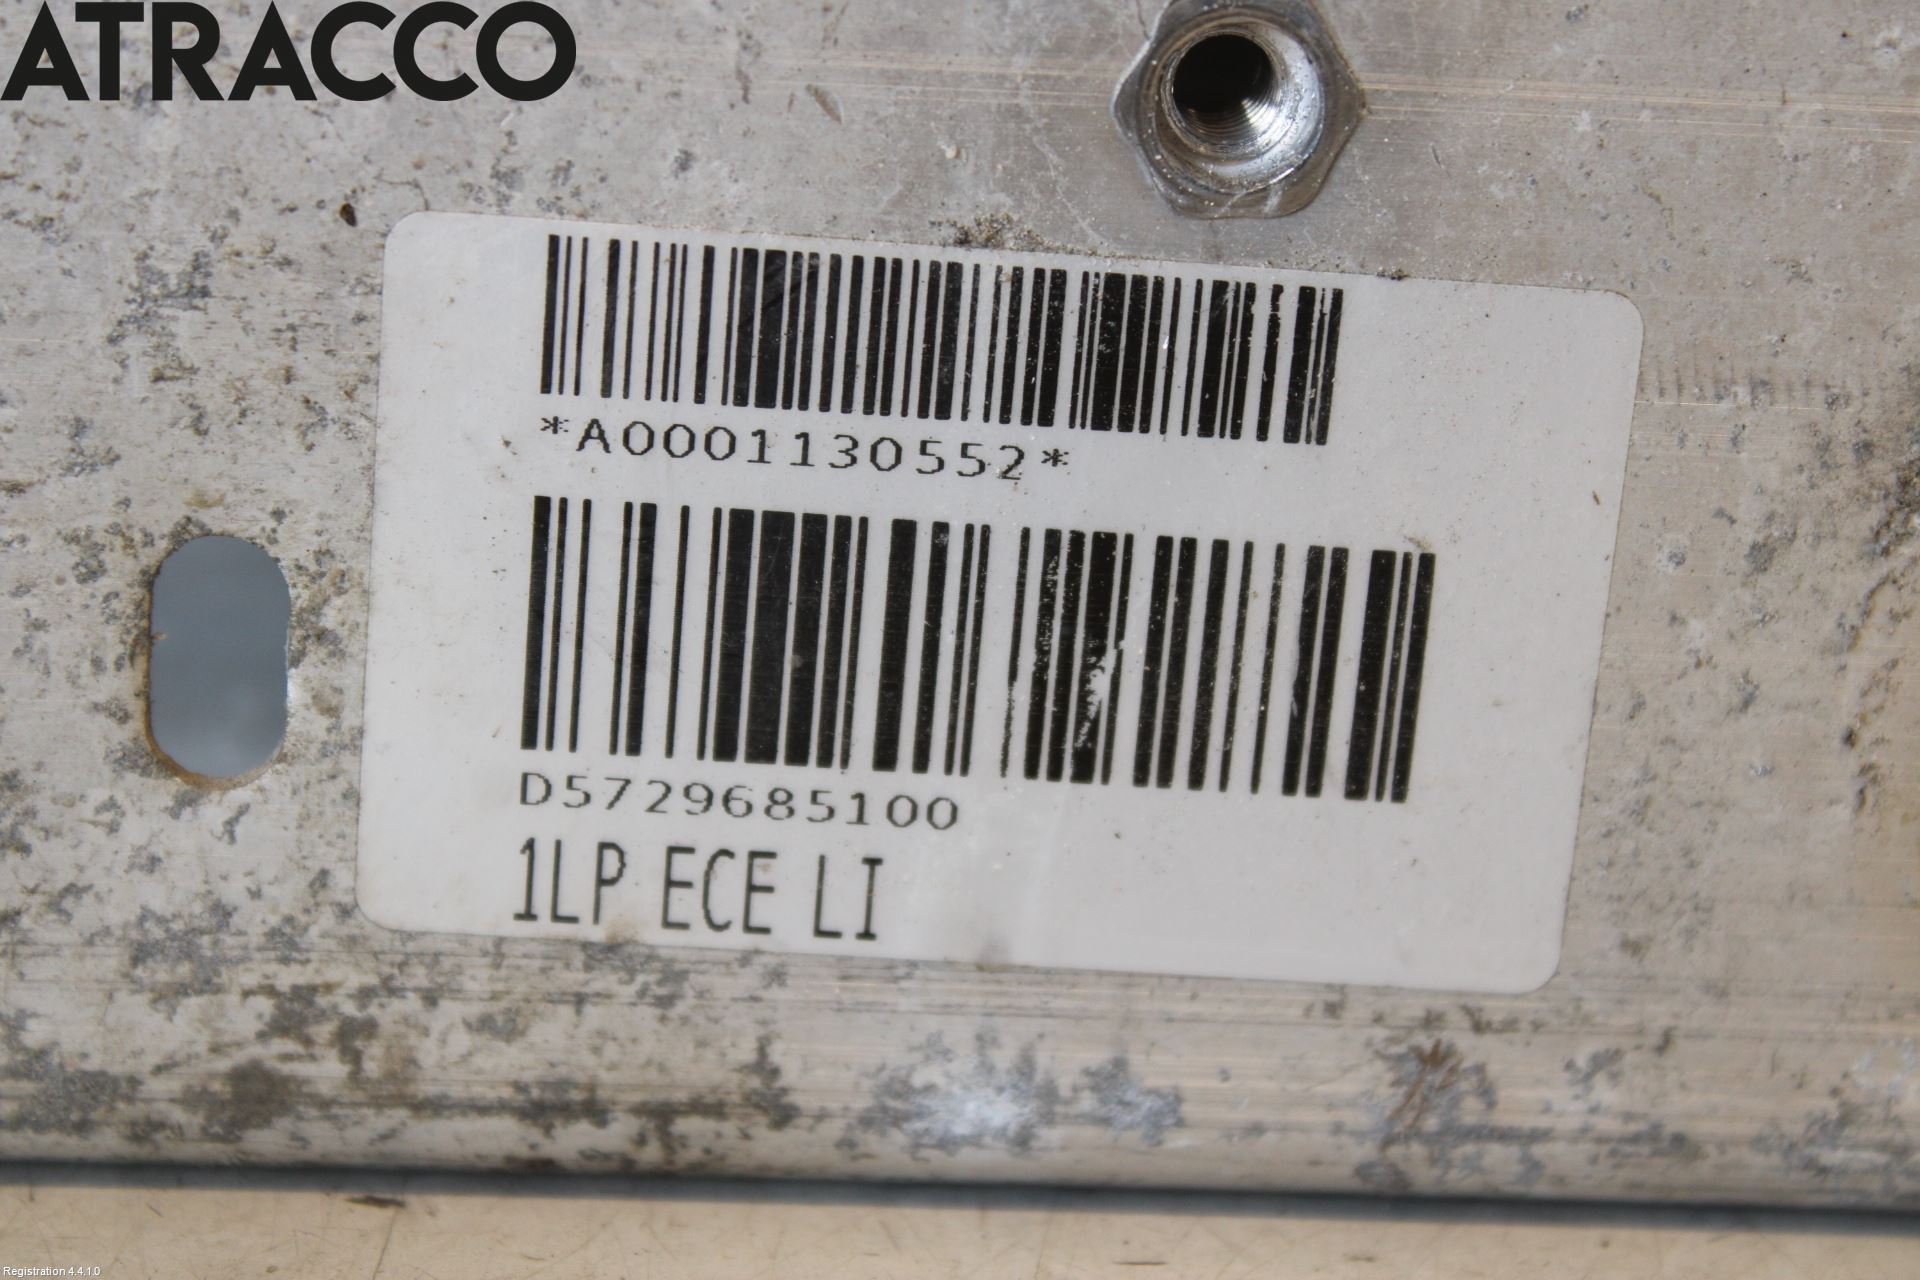 ATRACCO
*A0001130552*
D5729685100
1LP ECE LI
Registration 4.4.1.0